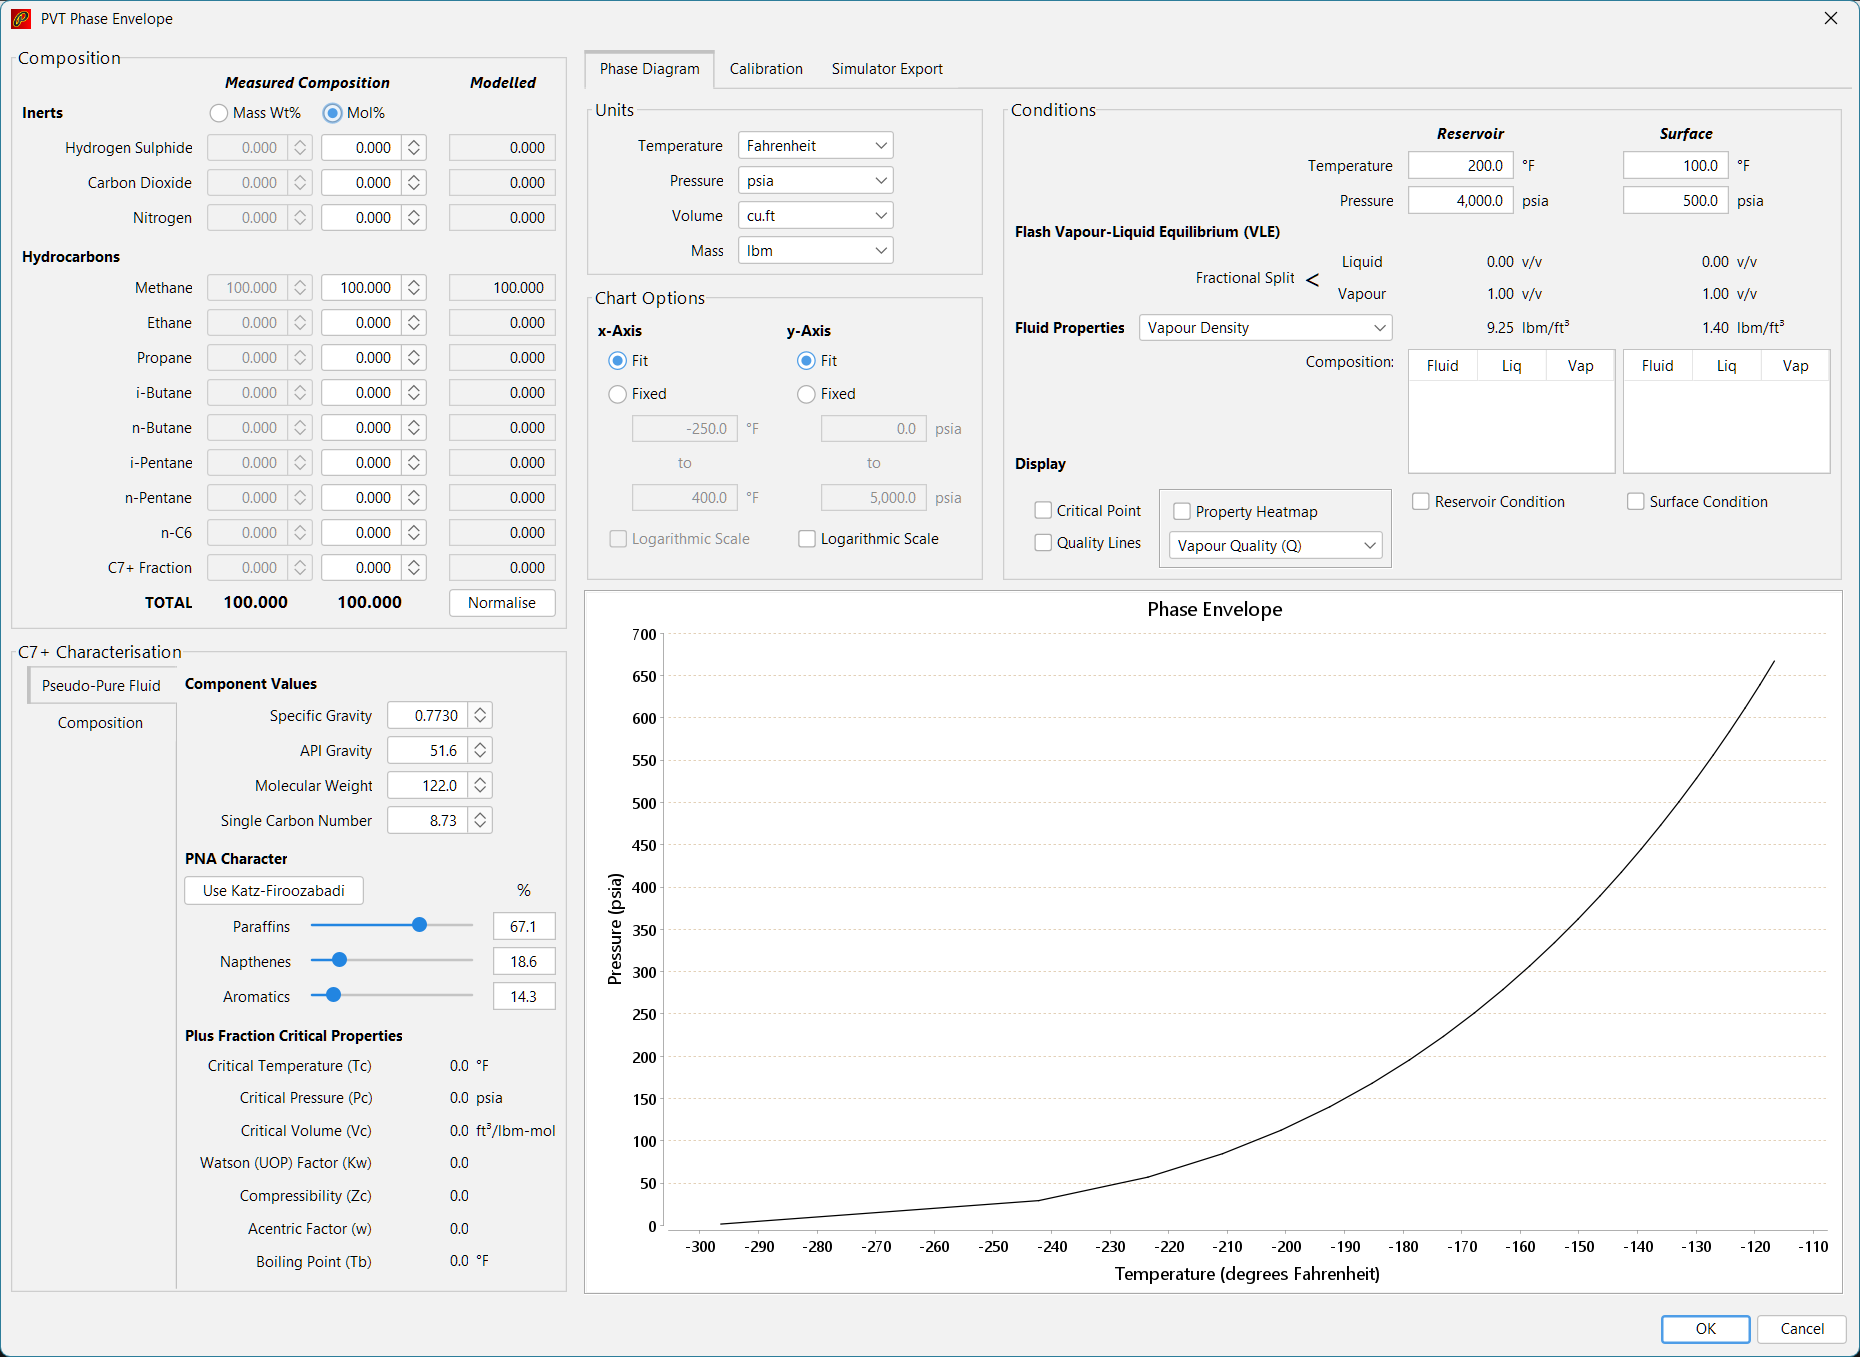 PVT Phase Envelope
Composition
Measured Composition Modelled
Inerts Mass Wt% Mol%
Hydrogen Sulphide 0.000 0.000 0.000
Carbon Dioxide 0.000 0.000 0.000
Nitrogen 0.000 0.000 0.000
Hydrocarbons
Methane 100.000 100.000 100.000
Ethane 0.000 0.000 0.000
Propane 0.000 0.000 0.000
i-Butane 0.000 0.000 0.000
n-Butane 0.000 0.000 0.000
i-Pentane 0.000 0.000 0.000
n-Pentane 0.000 0.000 0.000
n-C6 0.000 0.000 0.000
C7+ Fraction 0.000 0.000 0.000
TOTAL 100.000 100.000 Normalise
C7+ Characterisation
Pseudo-Pure Fluid
Composition
Component Values
Specific Gravity 0.7730
API Gravity 51.6
Molecular Weight 122.0
Single Carbon Number 8.73
PNA Character
Use Katz-Firoozabadi %
Paraffins 67.1
Napthenes 18.6
Aromatics 14.3
Plus Fraction Critical Properties
Critical Temperature (Tc) 0.0 °F
Critical Pressure (Pc) 0.0 psia
Critical Volume (Vc) 0.0 ft³/lbm-mol
Watson (UOP) Factor (Kw) 0.0
Compressibility (Zc) 0.0
Acentric Factor (w) 0.0
Boiling Point (Tb) 0.0 °F
Phase Diagram Calibration Simulator Export
Units
Temperature Fahrenheit
Pressure psia
Volume cu.ft
Mass lbm
Chart Options
x-Axis y-Axis
Fit Fit
Fixed Fixed
-250.0 °F 0.0 psia
to to
400.0 °F 5,000.0 psia
Logarithmic Scale Logarithmic Scale
Conditions
Reservoir Surface
Temperature 200.0 °F 100.0 °F
Pressure 4,000.0 psia 500.0 psia
Flash Vapour-Liquid Equilibrium (VLE)
Liquid 0.00 v/v 0.00 v/v
Fractional Split <
Vapour 1.00 v/v 1.00 v/v
Fluid Properties Vapour Density 9.25 lbm/ft³ 1.40 lbm/ft³
Composition: Fluid Liq Vap Fluid Liq Vap
Display
Critical Point Property Heatmap Reservoir Condition Surface Condition
Quality Lines Vapour Quality (Q)
Phase Envelope
700
650
600
550
500
450
400
350
300
250
200
150
100
50
0
Pressure (psia)
-300 -290 -280 -270 -260 -250 -240 -230 -220 -210 -200 -190 -180 -170 -160 -150 -140 -130 -120 -110
Temperature (degrees Fahrenheit)
OK Cancel